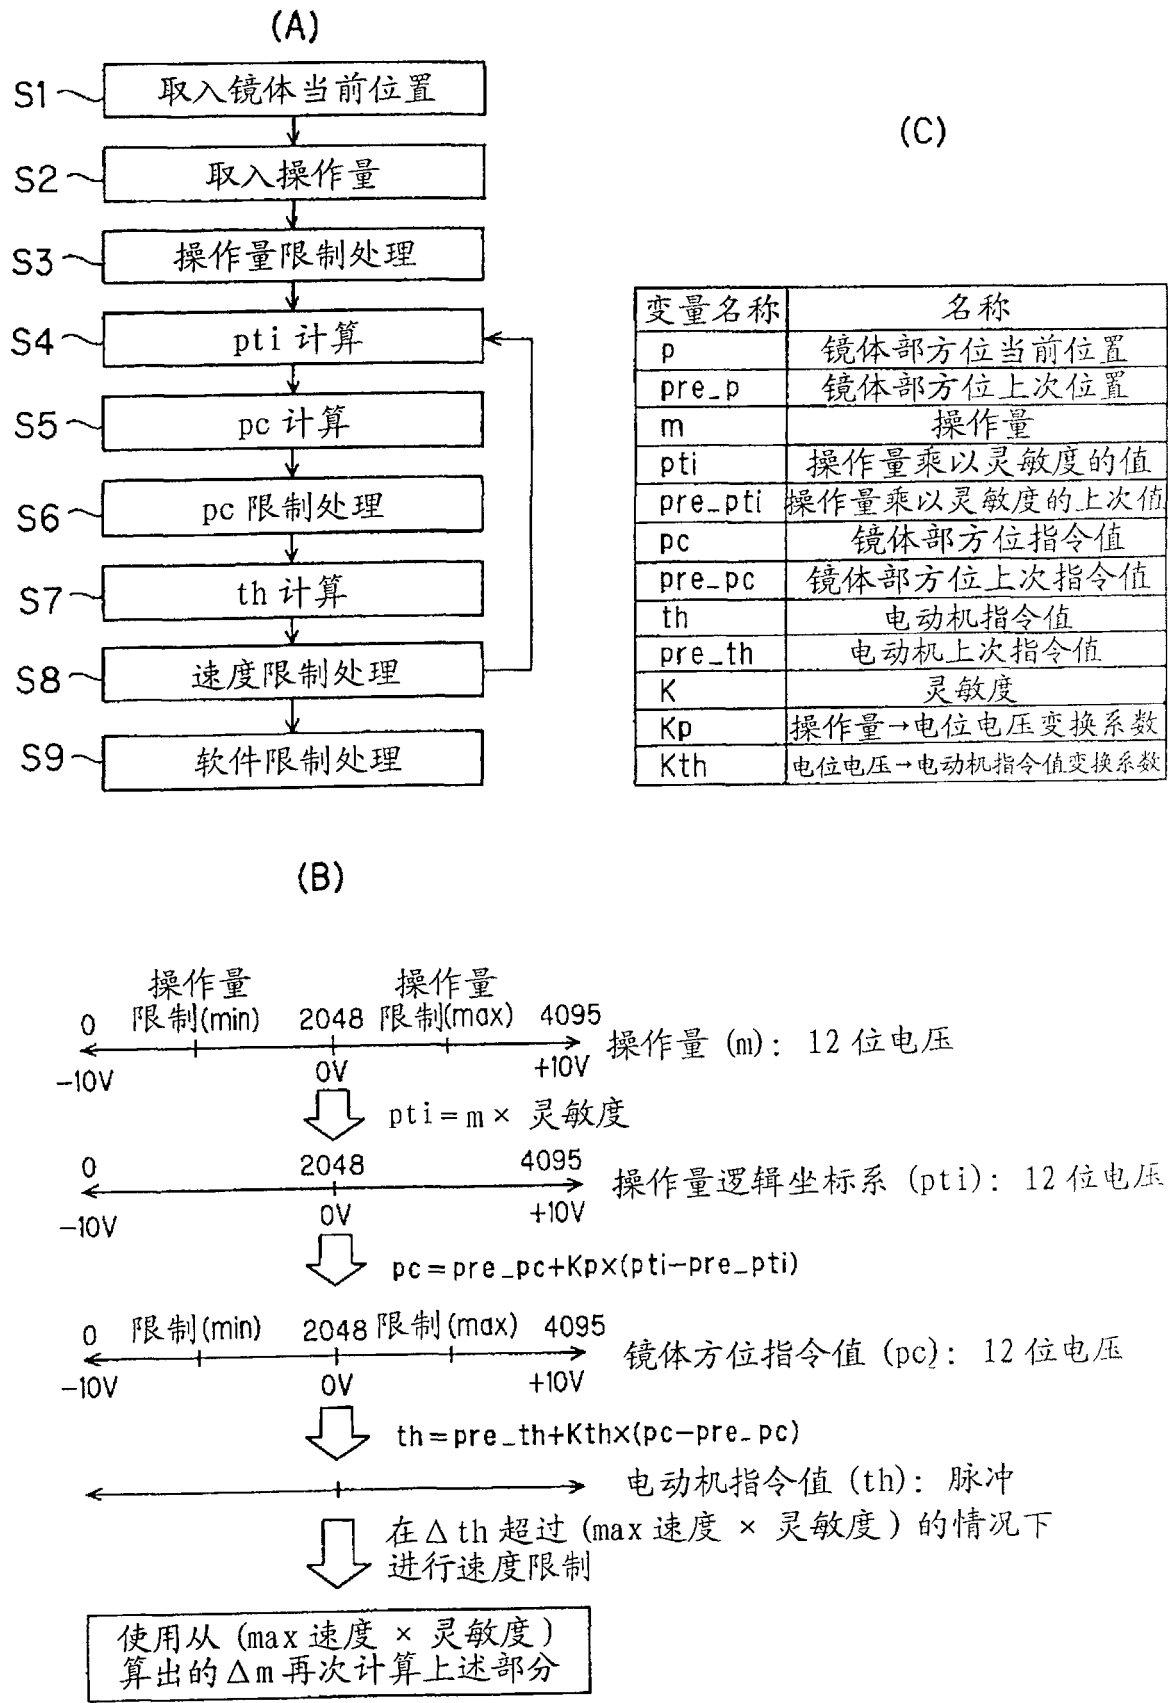 (A)
S1 取入镜体当前位置
S2 取入操作量
S3 操作量限制处理
S4 pti 计算
S5 pc 计算
S6 pc 限制处理
S7 th 计算
S8 速度限制处理
S9 软件限制处理
(C)
变量名称 名称
p 镜体部方位当前位置
pre_p 镜体部方位上次位置
m 操作量
pti 操作量乘以灵敏度的值
pre_pti 操作量乘以灵敏度的上次值
pc 镜体部方位指令值
pre_pc 镜体部方位上次指令值
th 电动机指令值
pre_th 电动机上次指令值
K 灵敏度
Kp 操作量→电位电压变换系数
Kth 电位电压→电动机指令值变换系数
(B)
操作量 操作量
0 限制(min) 2048 限制(max) 4095
操作量 (m): 12 位电压
-10V 0V +10V
pti=m× 灵敏度
0 2048 4095
操作量逻辑坐标系 (pti): 12 位电压
-10V 0V +10V
pc=pre_pc+Kp×(pti-pre_pti)
0 限制(min) 2048 限制(max) 4095
镜体方位指令值 (pc): 12 位电压
-10V 0V +10V
th=pre_th+Kth×(pc-pre_pc)
电动机指令值 (th): 脉冲
在Δth 超过 (max 速度 × 灵敏度) 的情况下
进行速度限制
使用从 (max 速度 × 灵敏度)
算出的Δm 再次计算上述部分